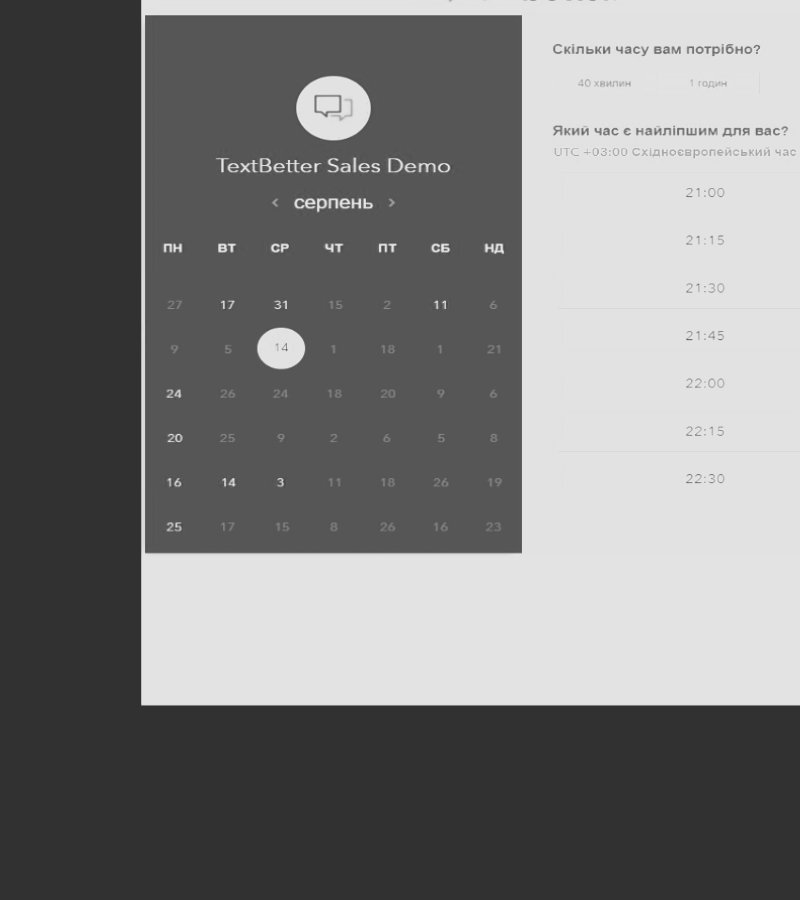 TextBetter Sales Demo
< серпень >
ПН ВТ СР ЧТ ПТ СБ НД
27 17 31 15 2 11 6
9 5 14 1 18 1 21
24 26 24 18 20 9 6
20 25 9 2 6 5 8
16 14 3 11 18 26 19
25 17 15 8 26 16 23
Скільки часу вам потрібно?
40 хвилин 1 годин
Який час є найліпшим для вас?
UTC +03:00 Східноєвропейський час
21:00
21:15
21:30
21:45
22:00
22:15
22:30